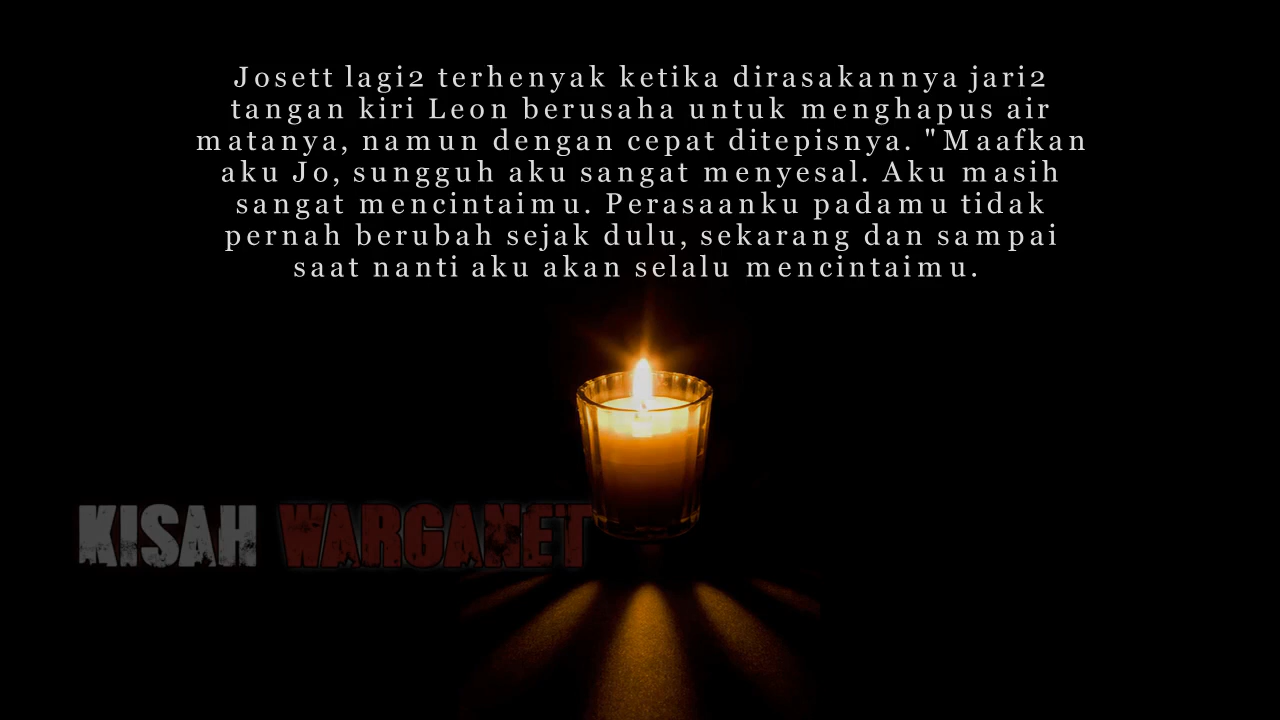 Josett lagi2 terhenyak ketika dirasakannya jari2
tangan kiri Leon berusaha untuk menghapus air
matanya, namun dengan cepat ditepisnya. "Maafkan
aku Jo, sungguh aku sangat menyesal. Aku masih
sangat mencintaimu. Perasaanku padamu tidak
pernah berubah sejak dulu, sekarang dan sampai
saat nanti aku akan selalu mencintaimu.
KISAH WARGANET